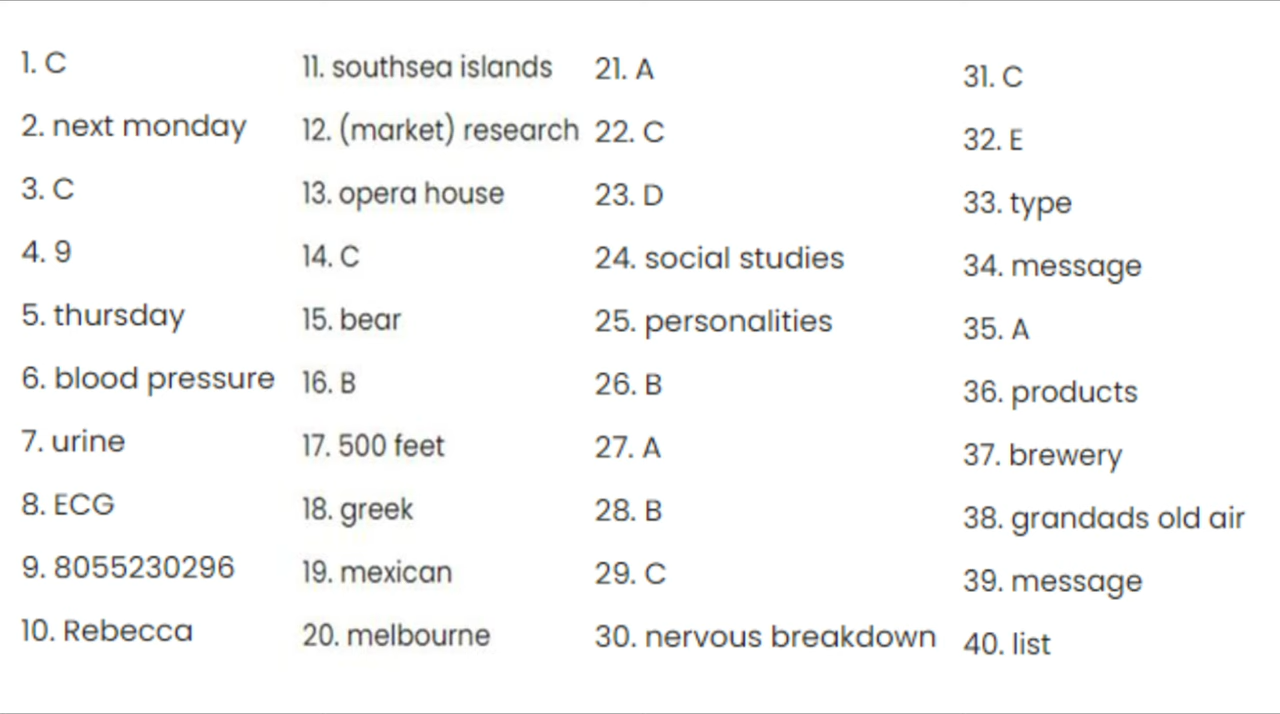 1. C
2. next monday
3. C
4. 9
5. thursday
6. blood pressure
7. urine
8. ECG
9. 8055230296
10. Rebecca
11. southsea islands
12. (market) research
13. opera house
14. C
15. bear
16. B
17. 500 feet
18. greek
19. mexican
20. melbourne
21. A
22. C
23. D
24. social studies
25. personalities
26. B
27. A
28. B
29. C
30. nervous breakdown
31. C
32. E
33. type
34. message
35. A
36. products
37. brewery
38. grandads old air
39. message
40. list